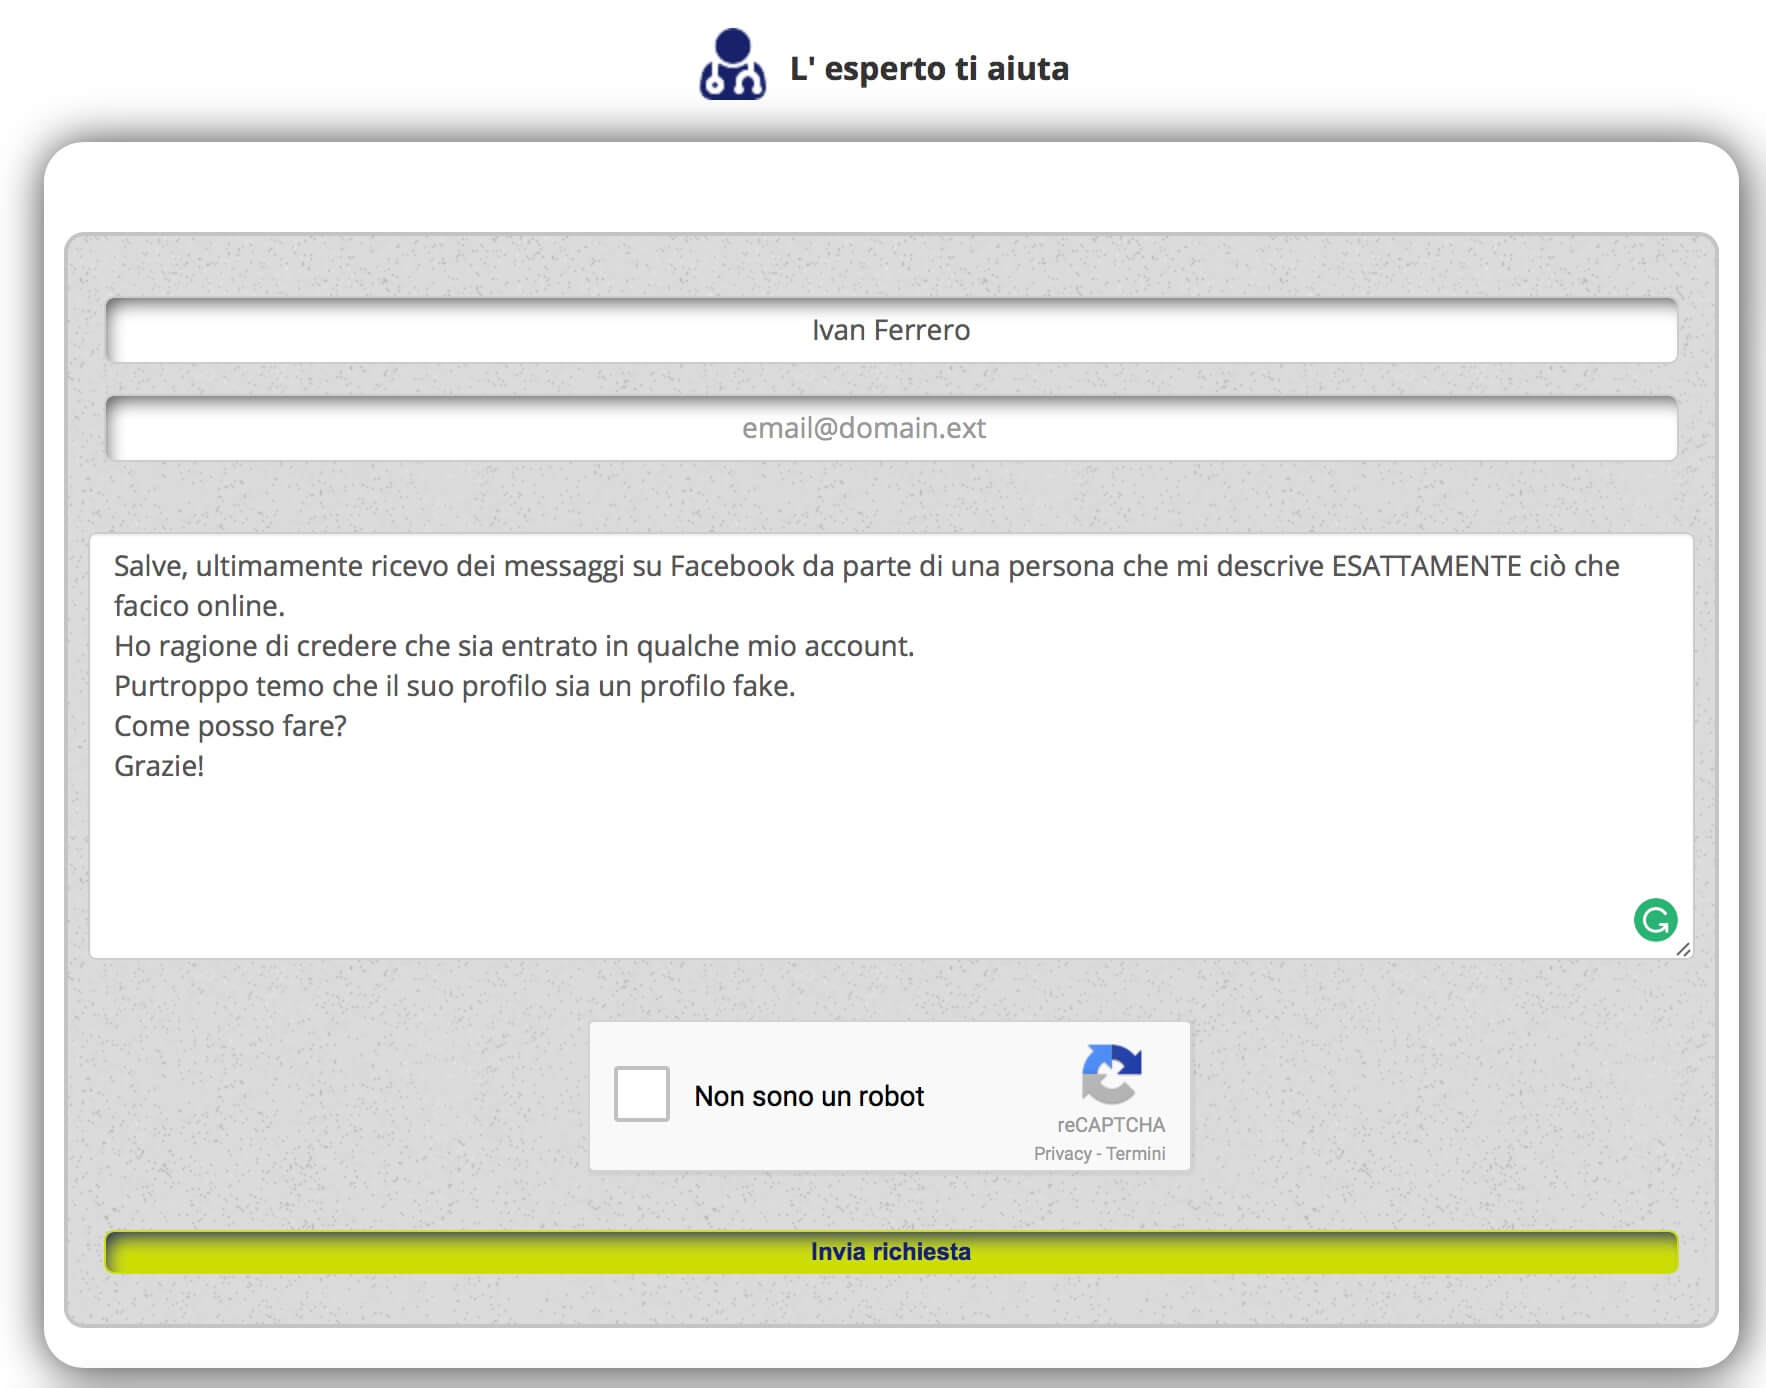 L' esperto ti aiuta
Ivan Ferrero
email@domain.ext
Salve, ultimamente ricevo dei messaggi su Facebook da parte di una persona che mi descrive ESATTAMENTE ciò che
facico online.
Ho ragione di credere che sia entrato in qualche mio account.
Purtroppo temo che il suo profilo sia un profilo fake.
Come posso fare?
Grazie!
Non sono un robot
reCAPTCHA
Privacy - Termini
Invia richiesta